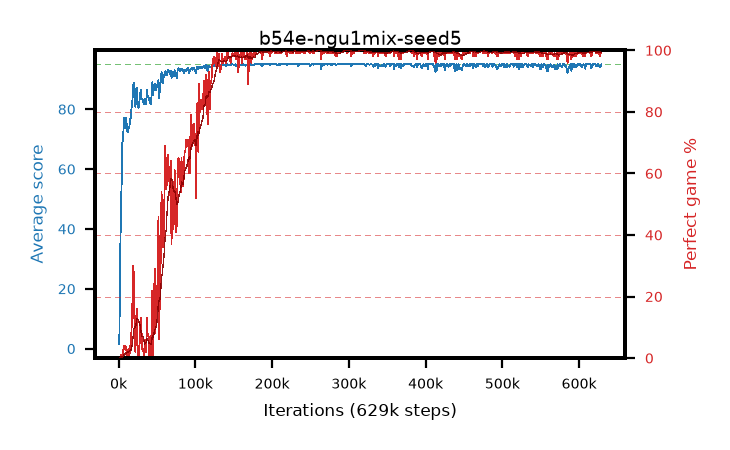 b54e-ngu1mix-seed5
100
80
80
60
60
40
40
20
20
0
0
Average score
Perfect game %
0k 100k 200k 300k 400k 500k 600k
Iterations (629k steps)